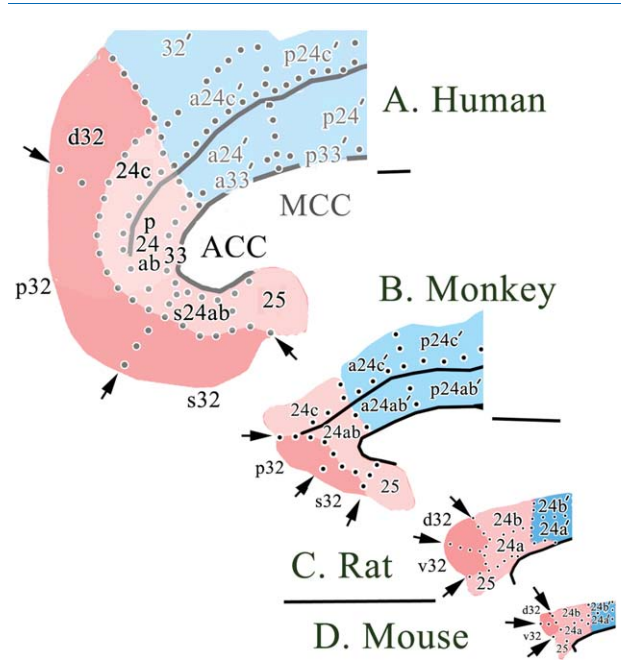 32′
p24c′
a24c′
A. Human
d32
p24′
24c
a24′
p33′
a33′
p
MCC
24
33
ACC
ab
p32
25
B. Monkey
s24ab
p24c′
a24c′
s32
p24ab′
24c
a24ab′
24ab
p32
25
s32
d32
24b
24b′
24a′
24a
v32
C. Rat
25
d32
24b
24b′
24a′
D. Mouse
v32
24a
25